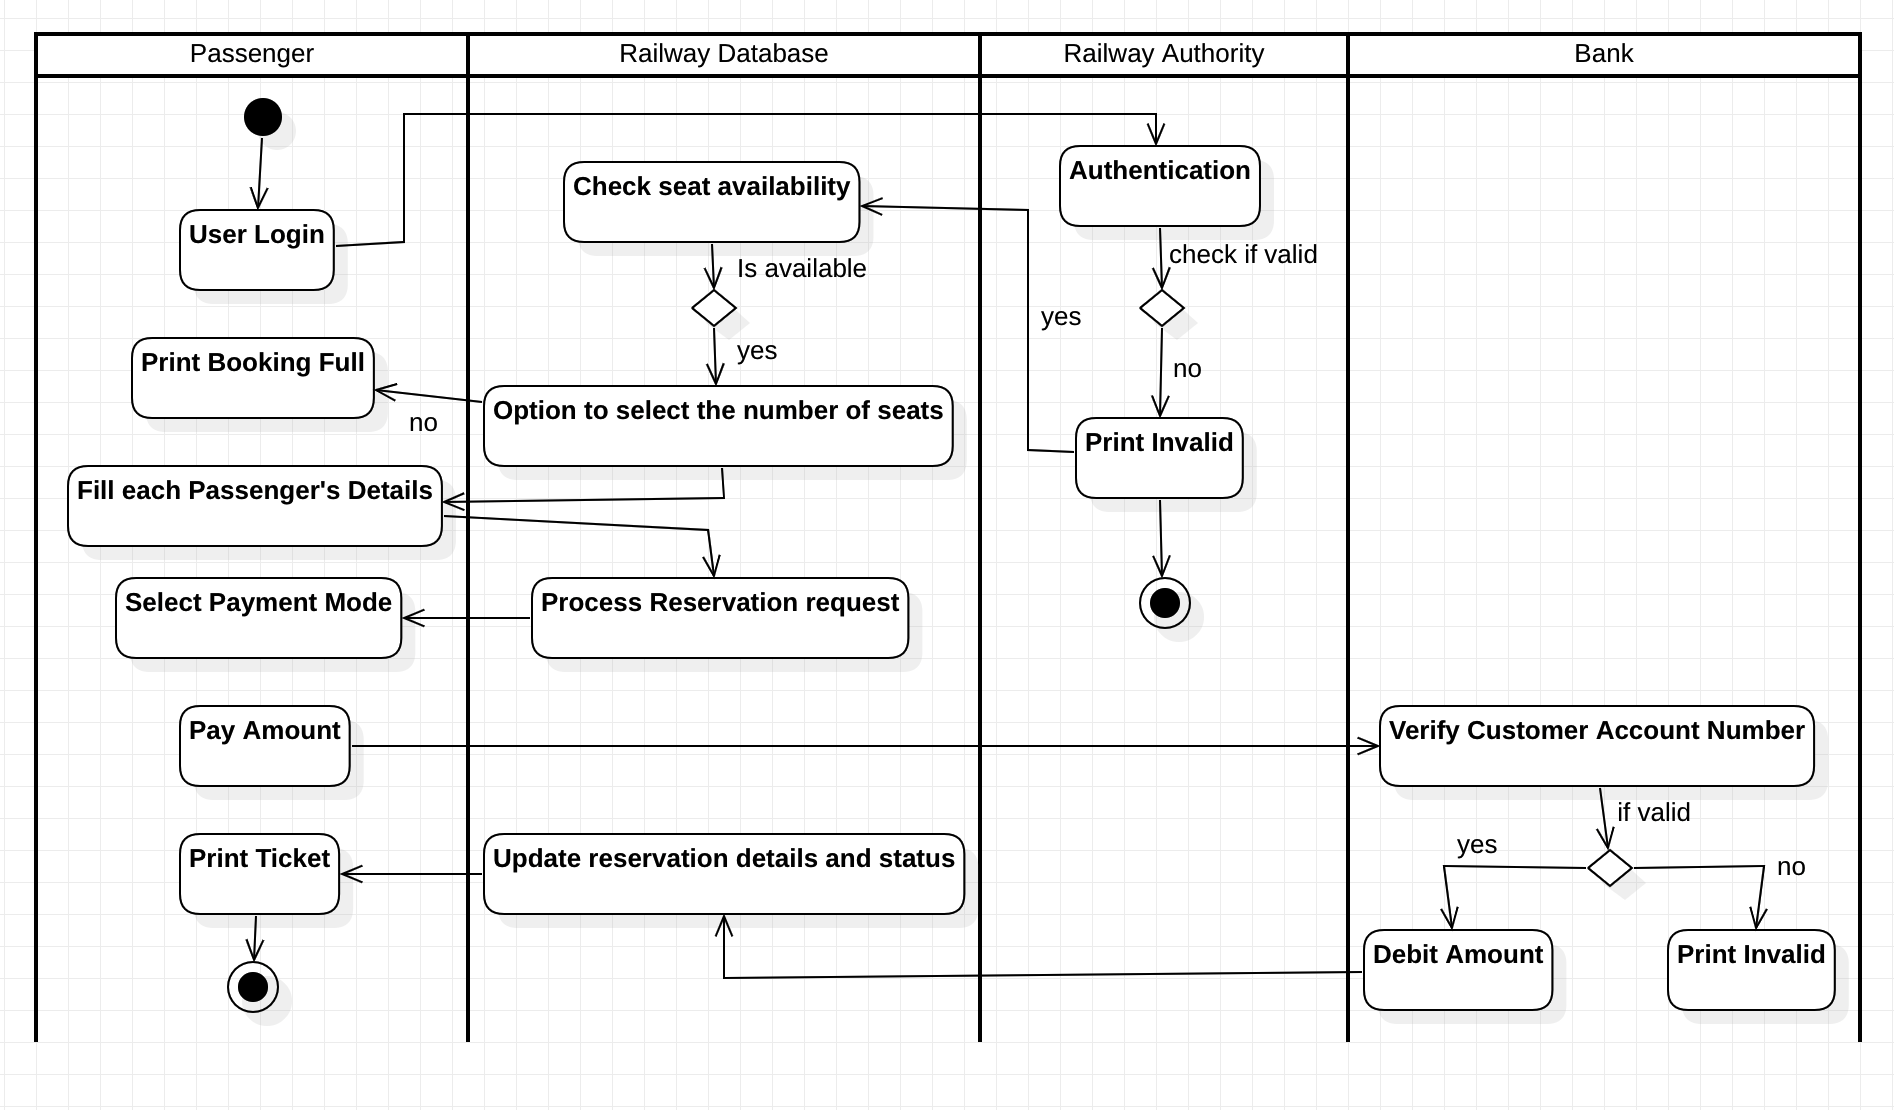 Passenger
Railway Database
Railway Authority
Bank
Authentication
Check seat availability
User Login
check if valid
Is available
yes
yes
Print Booking Full
no
Option to select the number of seats
no
Print Invalid
Fill each Passenger's Details
Select Payment Mode
Process Reservation request
Pay Amount
Verify Customer Account Number
if valid
yes
no
Print Ticket
Update reservation details and status
Debit Amount
Print Invalid